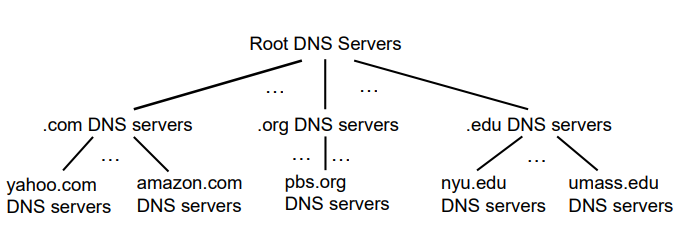 Root DNS Servers
… …
.com DNS servers .org DNS servers .edu DNS servers
… … … …
yahoo.com amazon.com pbs.org nyu.edu umass.edu
DNS servers DNS servers DNS servers DNS servers DNS servers